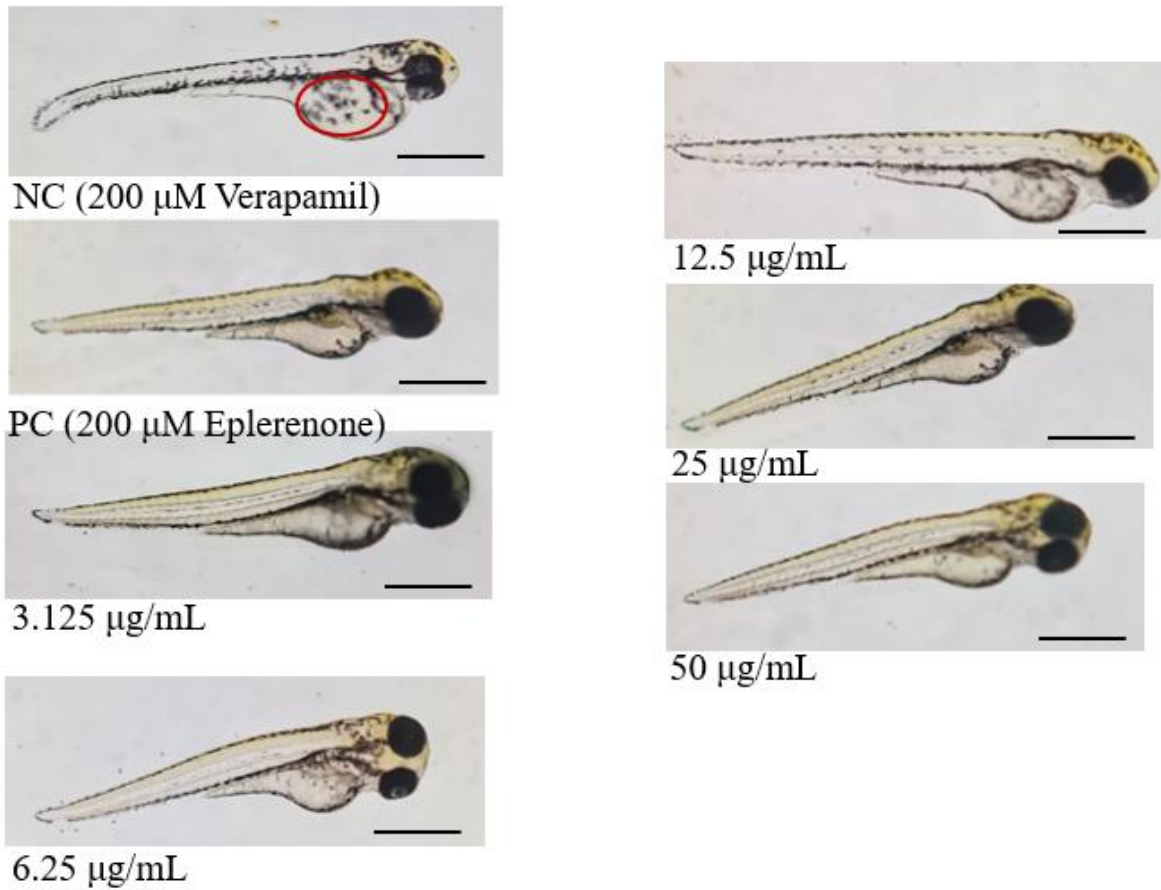 NC (200 μM Verapamil)
PC (200 μM Eplerenone)
3.125 μg/mL
6.25 μg/mL
12.5 μg/mL
25 μg/mL
50 μg/mL